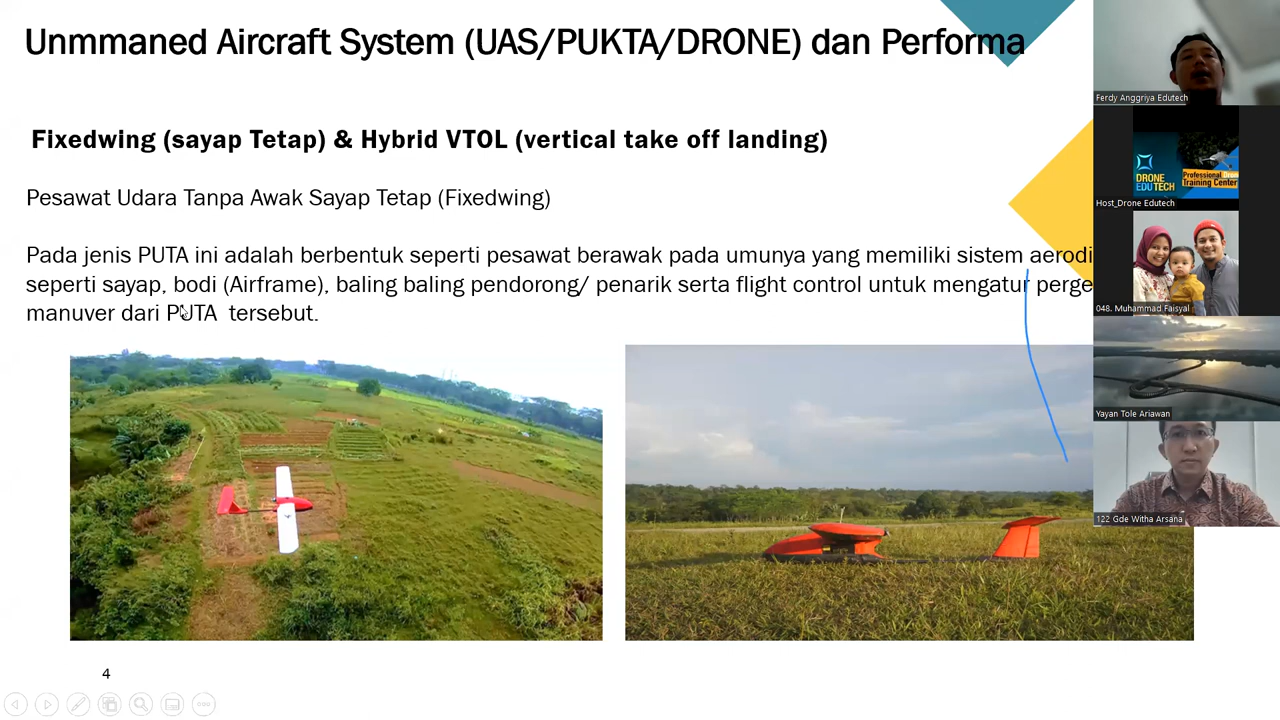 Unmmaned Aircraft System (UAS/PUKTA/DRONE) dan Performa
Fixedwing (sayap Tetap) & Hybrid VTOL (vertical take off landing)
Pesawat Udara Tanpa Awak Sayap Tetap (Fixedwing)
Pada jenis PUTA ini adalah berbentuk seperti pesawat berawak pada umunya yang memiliki sistem aerodi
seperti sayap, bodi (Airframe), baling baling pendorong/ penarik serta flight control untuk mengatur perge
manuver dari PUTA tersebut.
4
Ferdy Anggriya Edutech
DRONE
EDUTECH
Professional Drone
Training Center
Host_Drone Edutech
048. Muhammad Faisyal
Yayan Tole Ariawan
122 Gde Witha Arsana